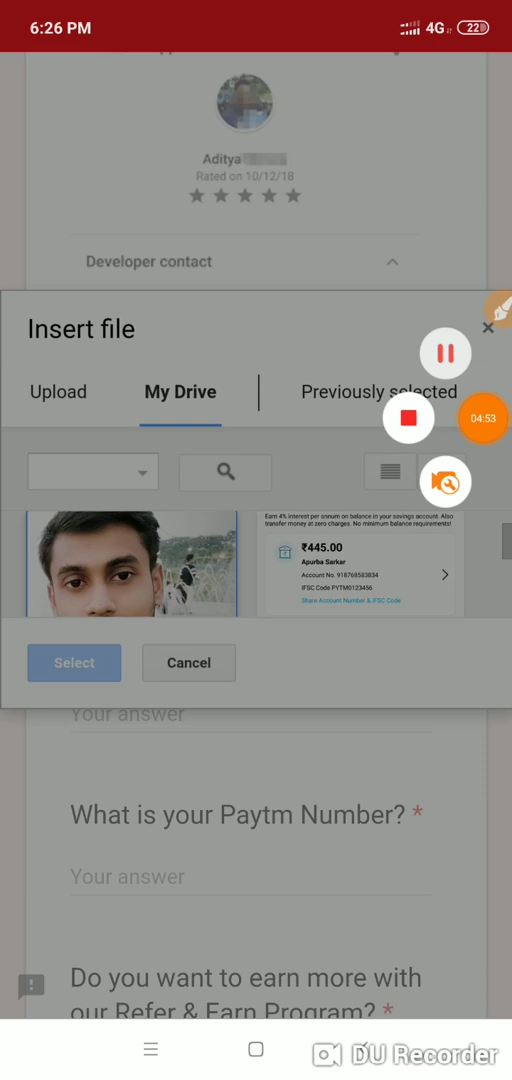 6:26 PM
4G
22
Aditya
Rated on 10/12/18
Developer contact
Insert file
Upload
My Drive
Previously selected
04:53
Earn 4% interest per annum on balance in your savings account. Also
transfer money at zero charges. No minimum balance requirements!
₹445.00
Apurba Sarkar
Account No. 918768583834
IFSC Code PYTM0123456
Share Account Number & IFSC Code
Select
Cancel
Your answer
What is your Paytm Number? *
Your answer
Do you want to earn more with
our Refer & Earn Program? *
DU Recorder